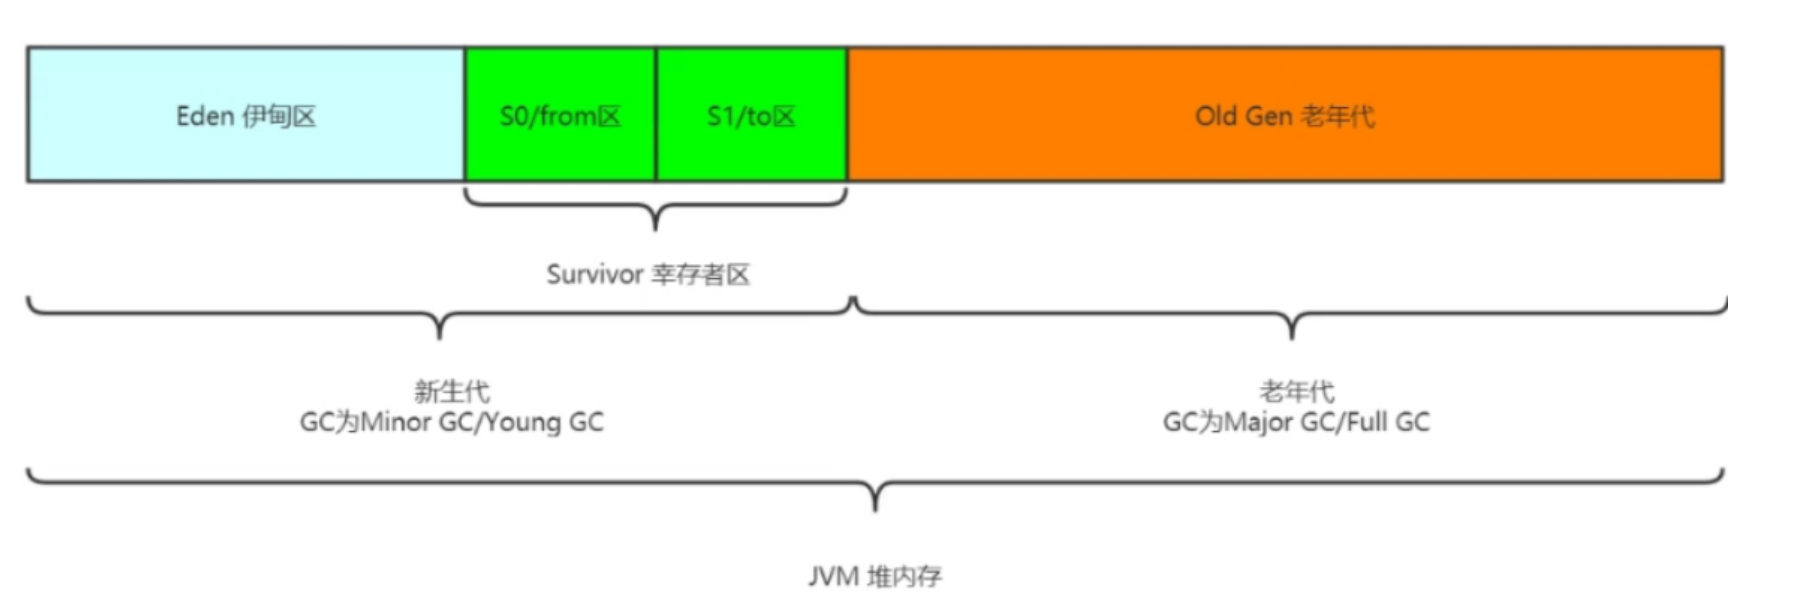 Eden 伊甸区
S0/from区
S1/to区
Old Gen 老年代
Survivor 幸存者区
新生代
GC为Minor GC/Young GC
老年代
GC为Major GC/Full GC
JVM 堆内存